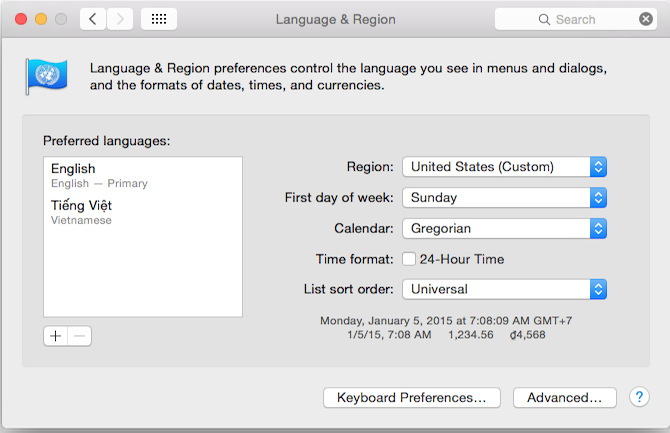 Language & Region
Search
Language & Region preferences control the language you see in menus and dialogs,
and the formats of dates, times, and currencies.
Preferred languages:
English
English — Primary
Tiếng Việt
Vietnamese
Region: United States (Custom)
First day of week: Sunday
Calendar: Gregorian
Time format: 24-Hour Time
List sort order: Universal
Monday, January 5, 2015 at 7:08:09 AM GMT+7
1/5/15, 7:08 AM 1,234.56 ₫4,568
+ −
Keyboard Preferences... Advanced... ?